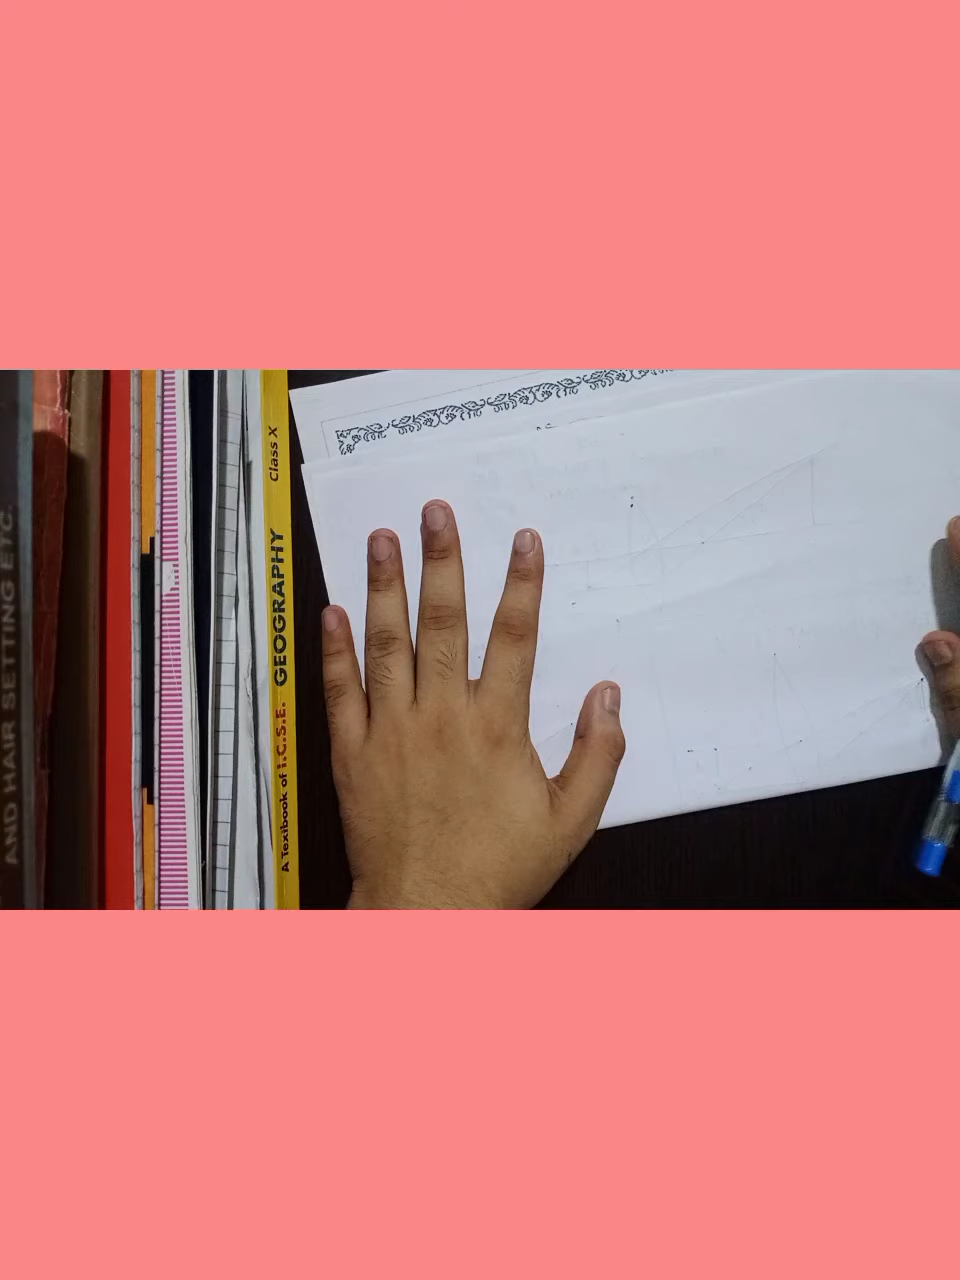 AND HAIR SETTING ETC.
A Textbook of I.C.S.E. GEOGRAPHY Class X